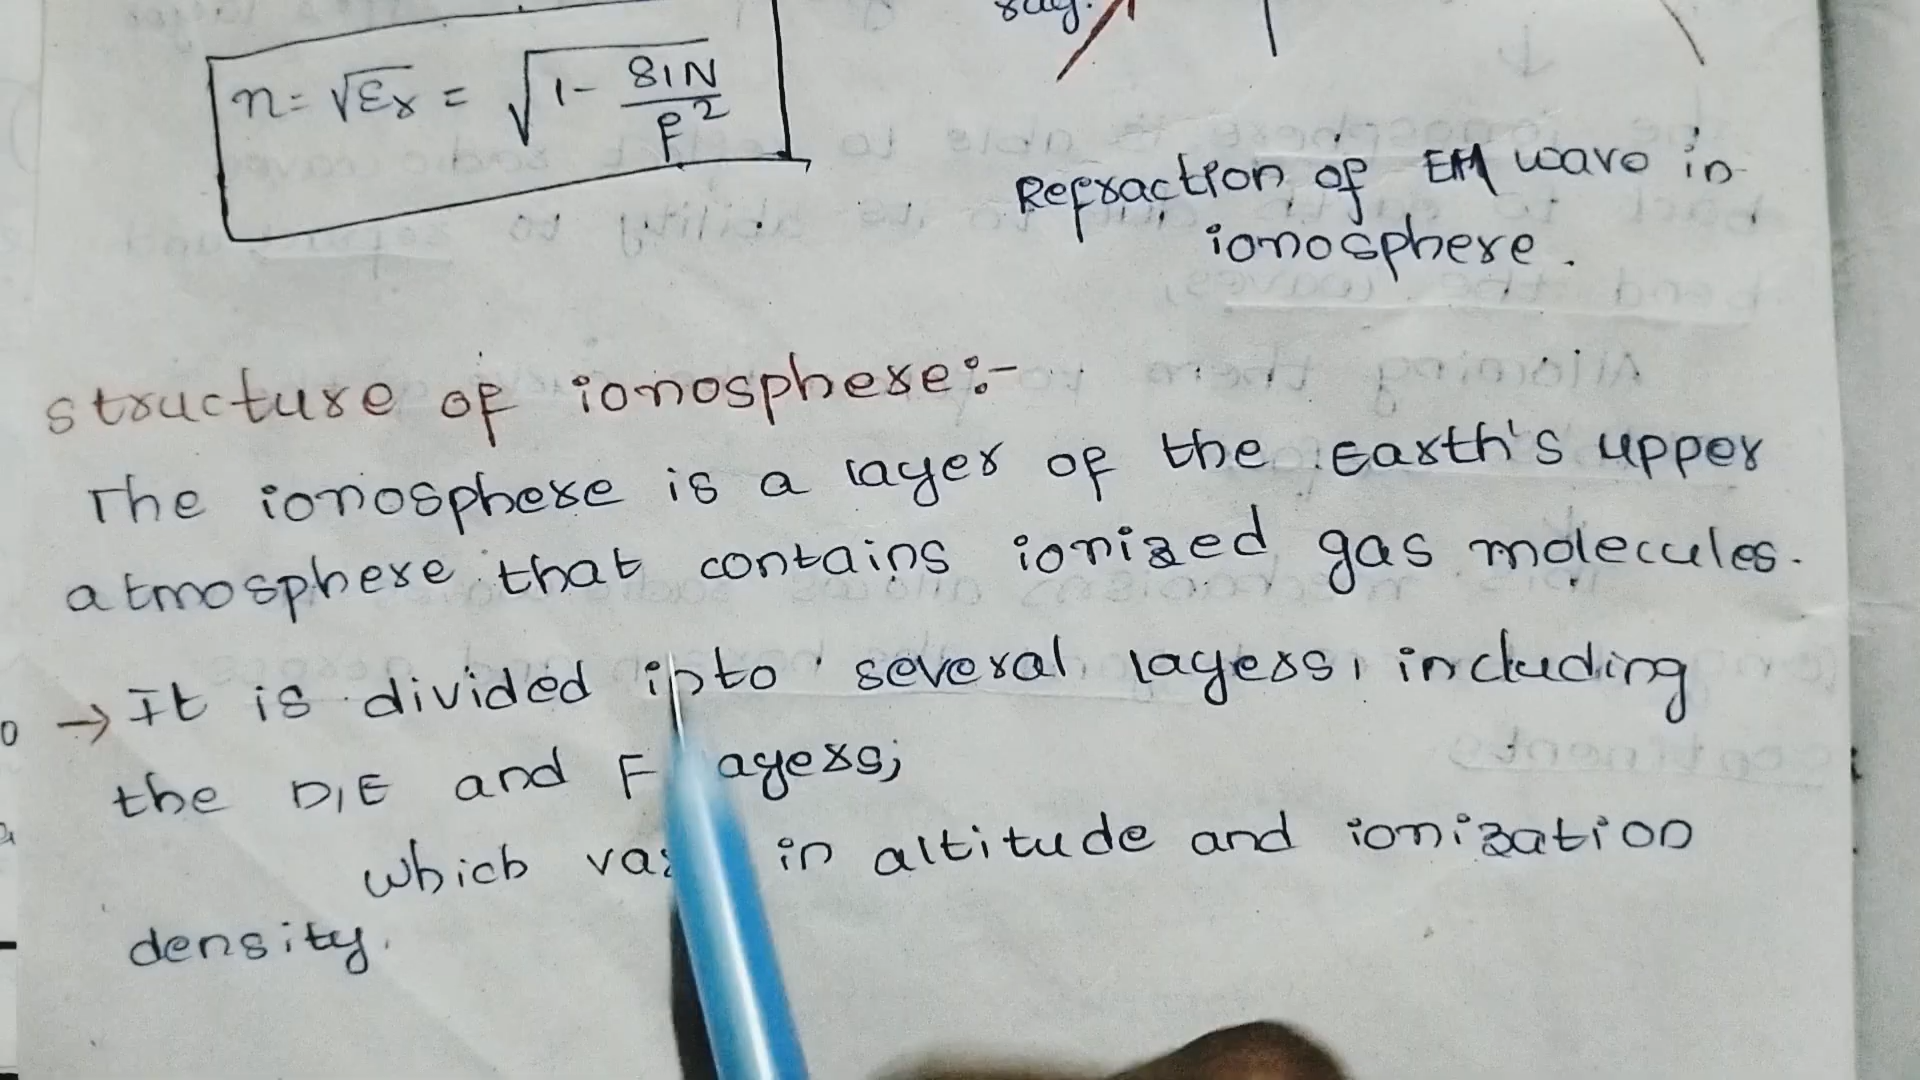 n = √εr = √1 - 81N / f²
ray.
Refraction of EM wave in
ionosphere.
structure of ionosphere:-
The ionosphere is a layer of the Earth's upper
atmosphere that contains ionized gas molecules.
→ It is divided into several layers, including
the D, E and F layers;
which vary in altitude and ionization
density.